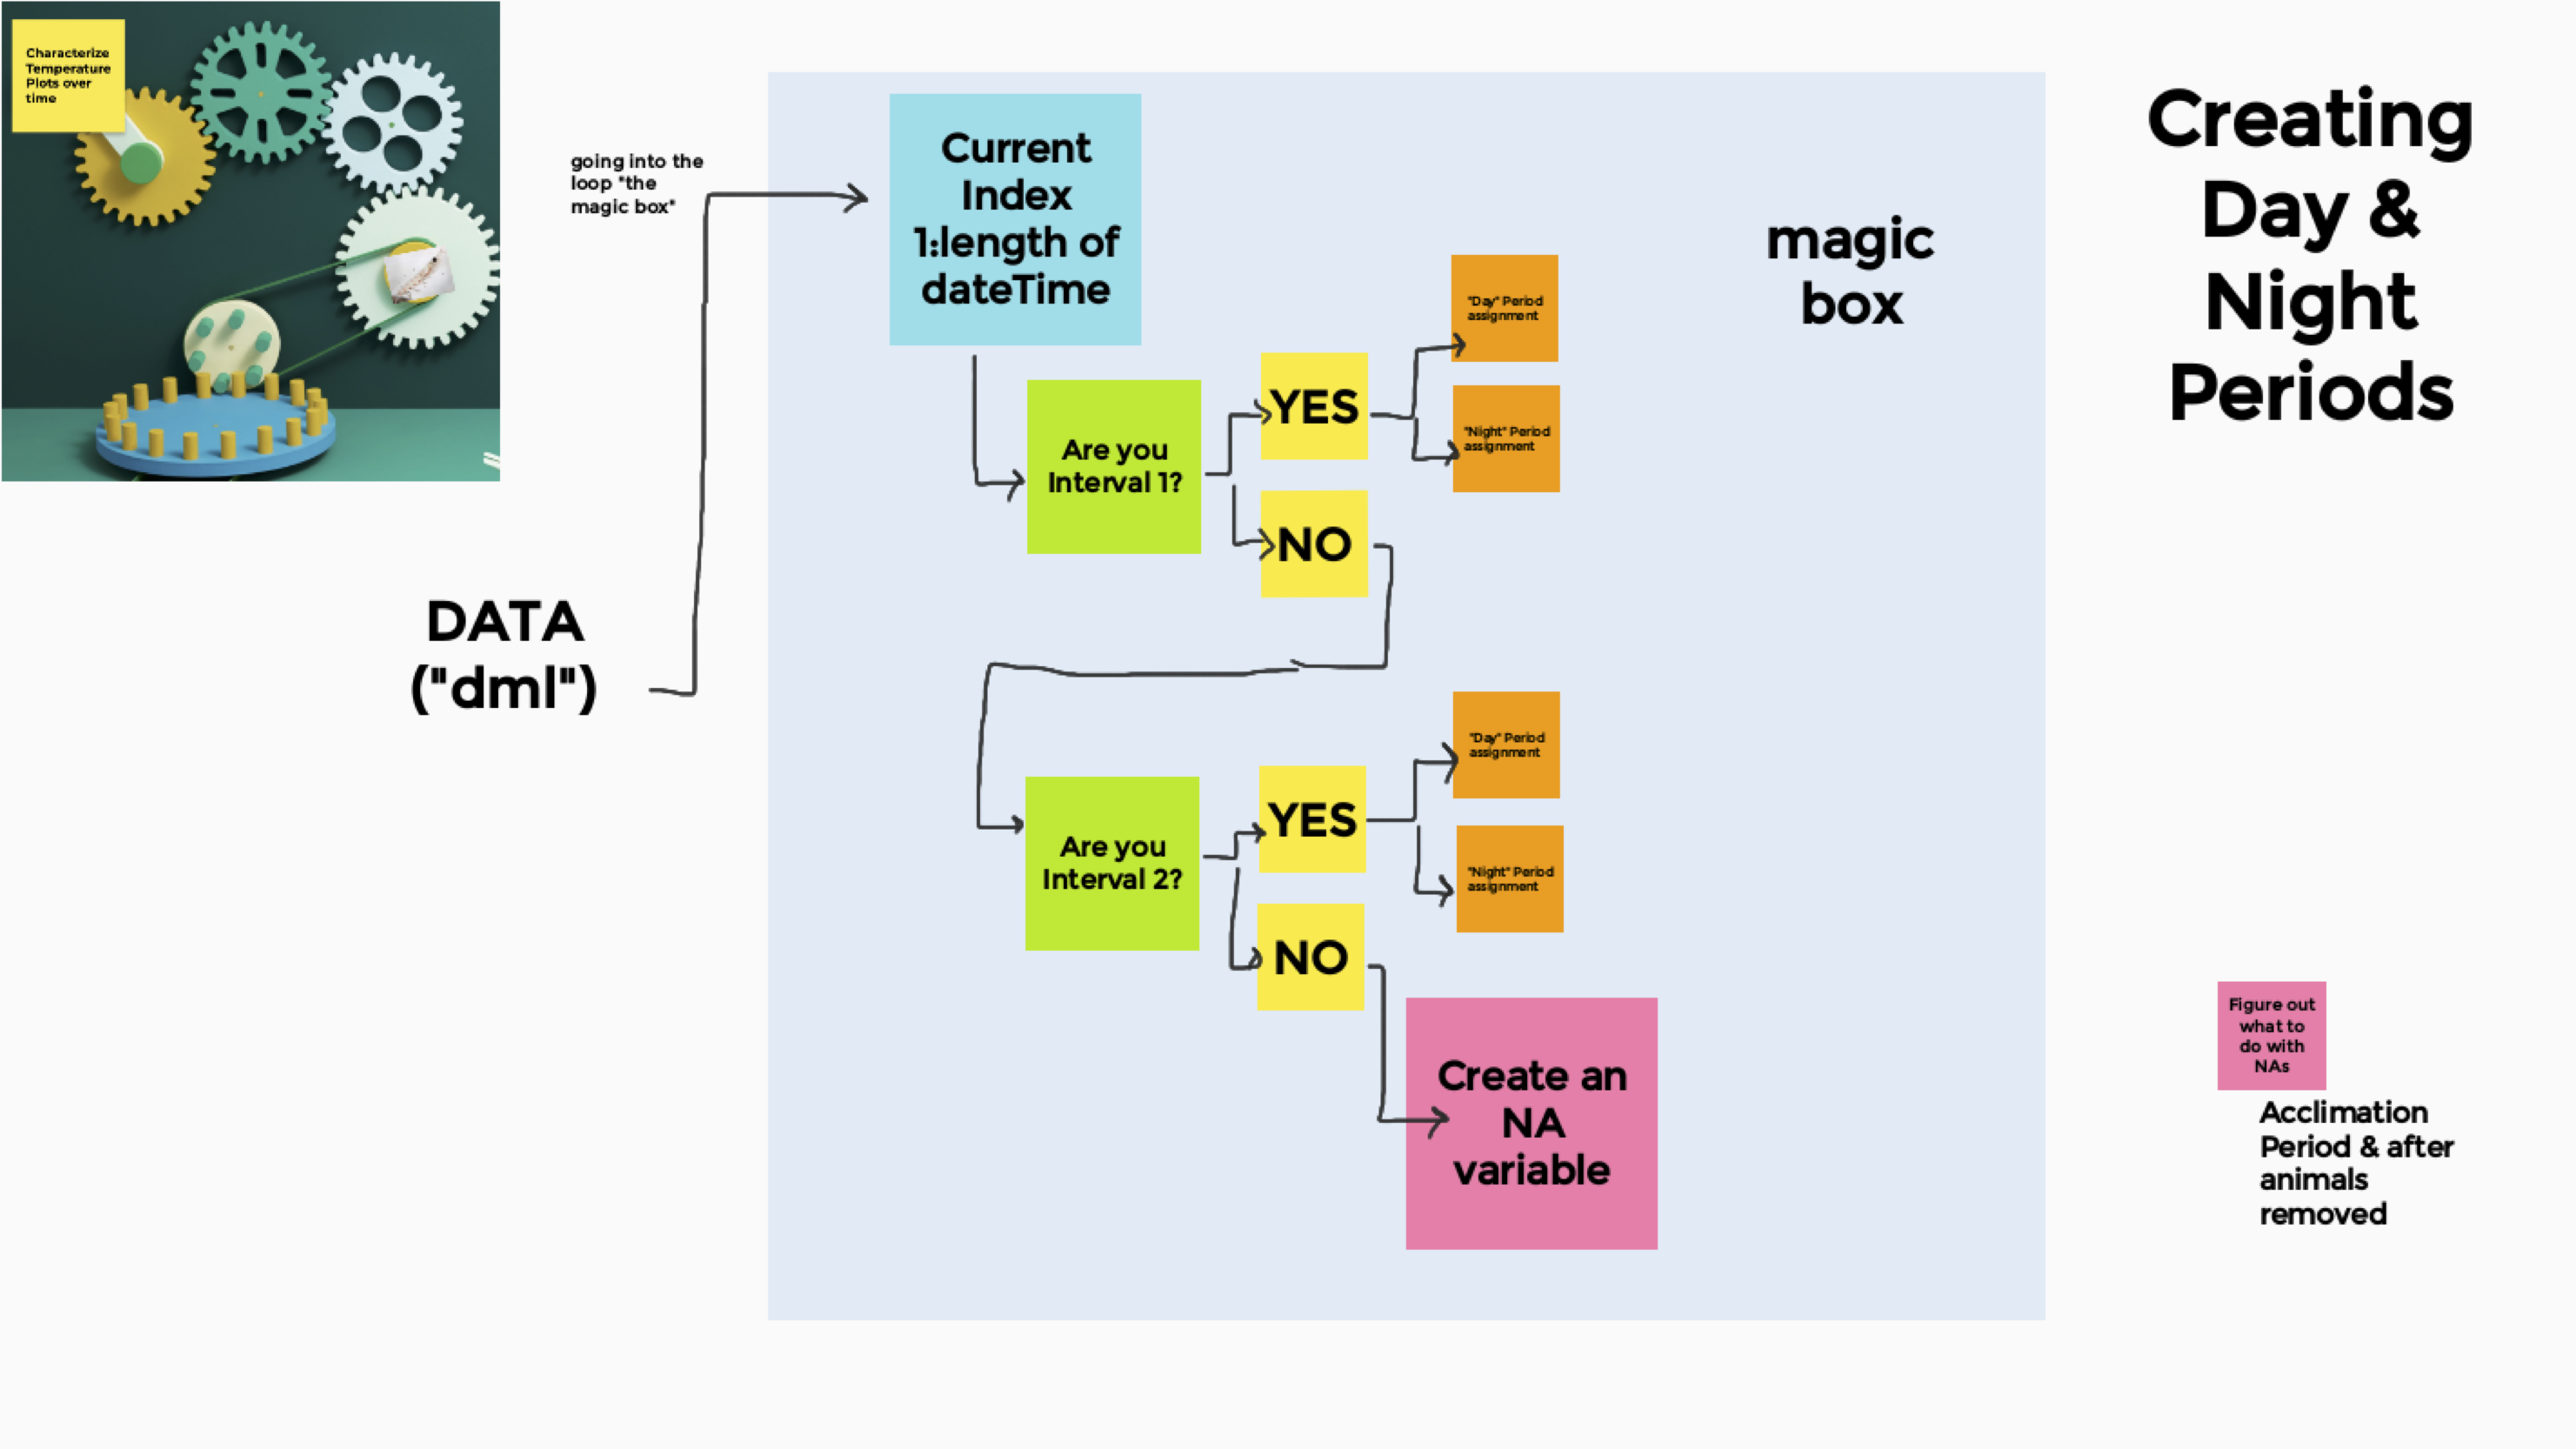 Characterize
Temperature
Plots over
time
going into the
loop "the
magic box"
DATA
("dml")
Current
Index
1:length of
dateTime
magic
box
Are you
Interval 1?
YES
NO
"Day" Period
assignment
"Night" Period
assignment
Are you
Interval 2?
YES
NO
"Day" Period
assignment
"Night" Period
assignment
Create an
NA
variable
Creating
Day &
Night
Periods
Figure out
what to
do with
NAs
Acclimation
Period & after
animals
removed